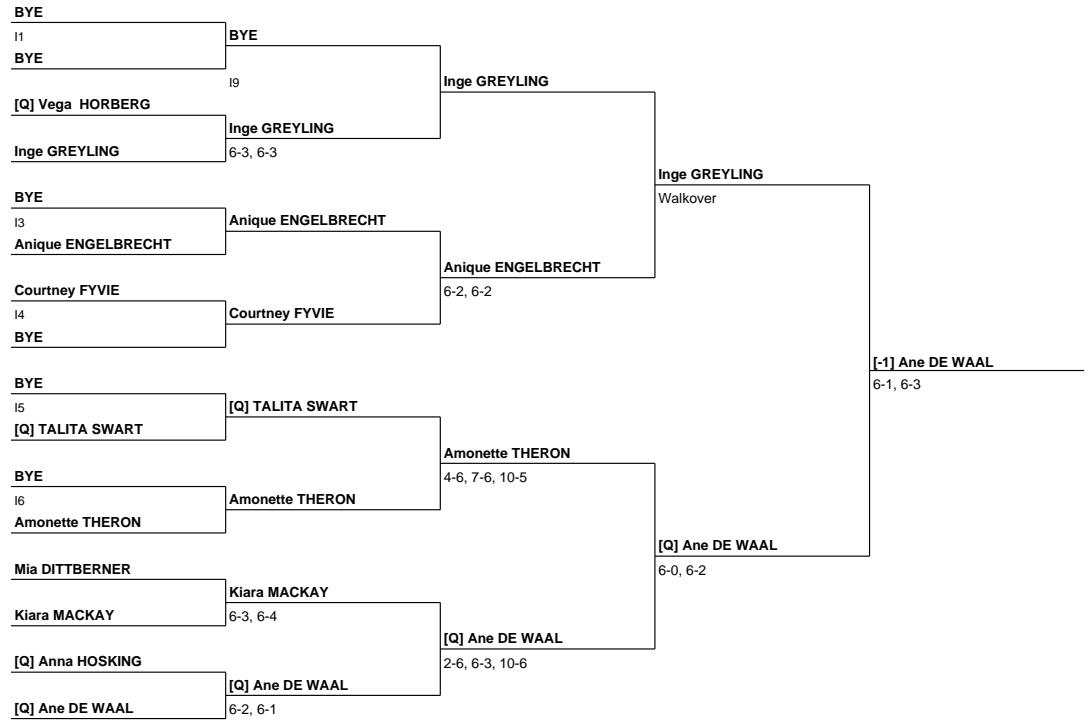 BYE
I1
BYE
[Q] Vega  HORBERG
Inge GREYLING
BYE
I3
Anique ENGELBRECHT
Courtney FYVIE
I4
BYE
BYE
I5
[Q] TALITA SWART
BYE
I6
Amonette THERON
Mia DITTBERNER
Kiara MACKAY
[Q] Anna HOSKING
[Q] Ane DE WAAL
BYE
I9
Inge GREYLING
6-3, 6-3
Anique ENGELBRECHT
Courtney FYVIE
[Q] TALITA SWART
Amonette THERON
Kiara MACKAY
6-3, 6-4
[Q] Ane DE WAAL
6-2, 6-1
Inge GREYLING
Anique ENGELBRECHT
6-2, 6-2
Amonette THERON
4-6, 7-6, 10-5
[Q] Ane DE WAAL
2-6, 6-3, 10-6
Inge GREYLING
Walkover
[Q] Ane DE WAAL
6-0, 6-2
[-1] Ane DE WAAL
6-1, 6-3